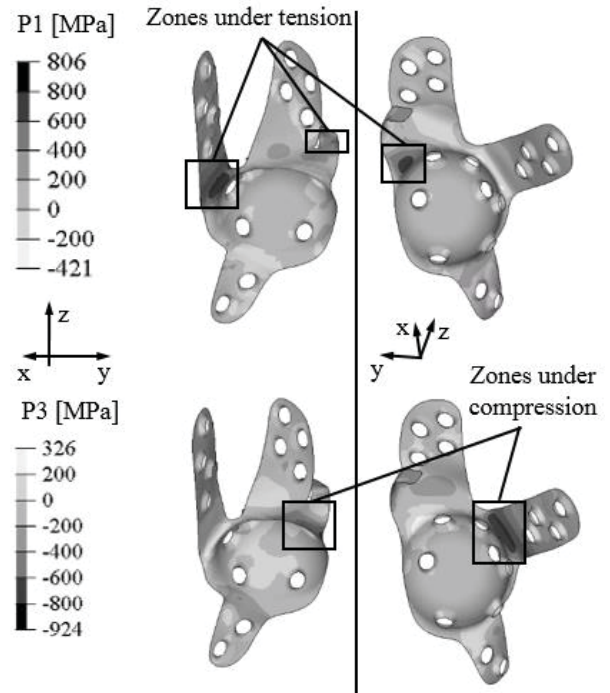 P1 [MPa]
806
800
600
400
200
0
-200
-421
Zones under tension
z
x
y
x
z
y
P3 [MPa]
326
200
0
-200
-400
-600
-800
-924
Zones under
compression